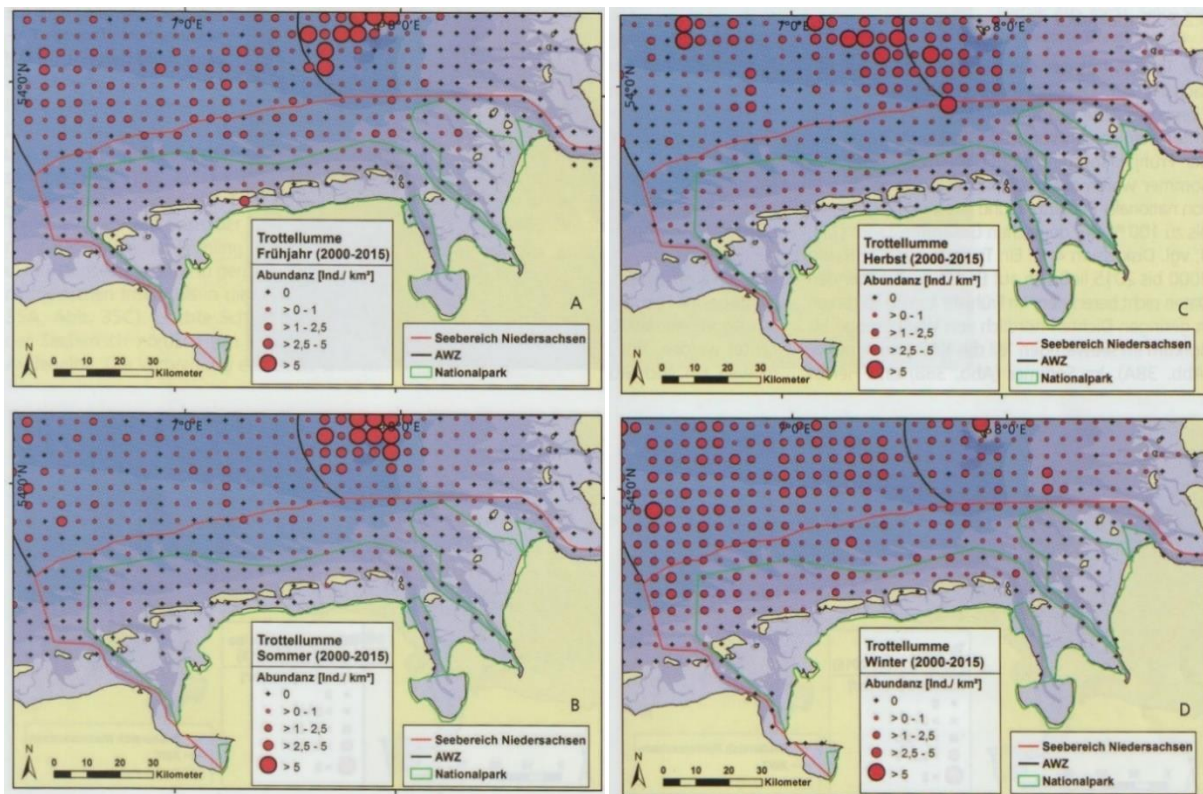 7°0'E
8°0'E
54°0'N
Trottellumme
Frühjahr (2000-2015)
Abundanz [Ind./ km²]
0
> 0 - 1
> 1 - 2,5
> 2,5 - 5
> 5
A
Seebereich Niedersachsen
AWZ
Nationalpark
N
0 5 10 20 30
Kilometer
7°0'E
8°0'E
54°0'N
Trottellumme
Herbst (2000-2015)
Abundanz [Ind./ km²]
0
> 0 - 1
> 1 - 2,5
> 2,5 - 5
> 5
C
Seebereich Niedersachsen
AWZ
Nationalpark
N
0 5 10 20 30
Kilometer
7°0'E
8°0'E
54°0'N
Trottellumme
Sommer (2000-2015)
Abundanz [Ind./ km²]
0
> 0 - 1
> 1 - 2,5
> 2,5 - 5
> 5
B
Seebereich Niedersachsen
AWZ
Nationalpark
N
0 5 10 20 30
Kilometer
7°0'E
8°0'E
54°0'N
Trottellumme
Winter (2000-2015)
Abundanz [Ind./ km²]
0
> 0 - 1
> 1 - 2,5
> 2,5 - 5
> 5
D
Seebereich Niedersachsen
AWZ
Nationalpark
N
0 5 10 20 30
Kilometer